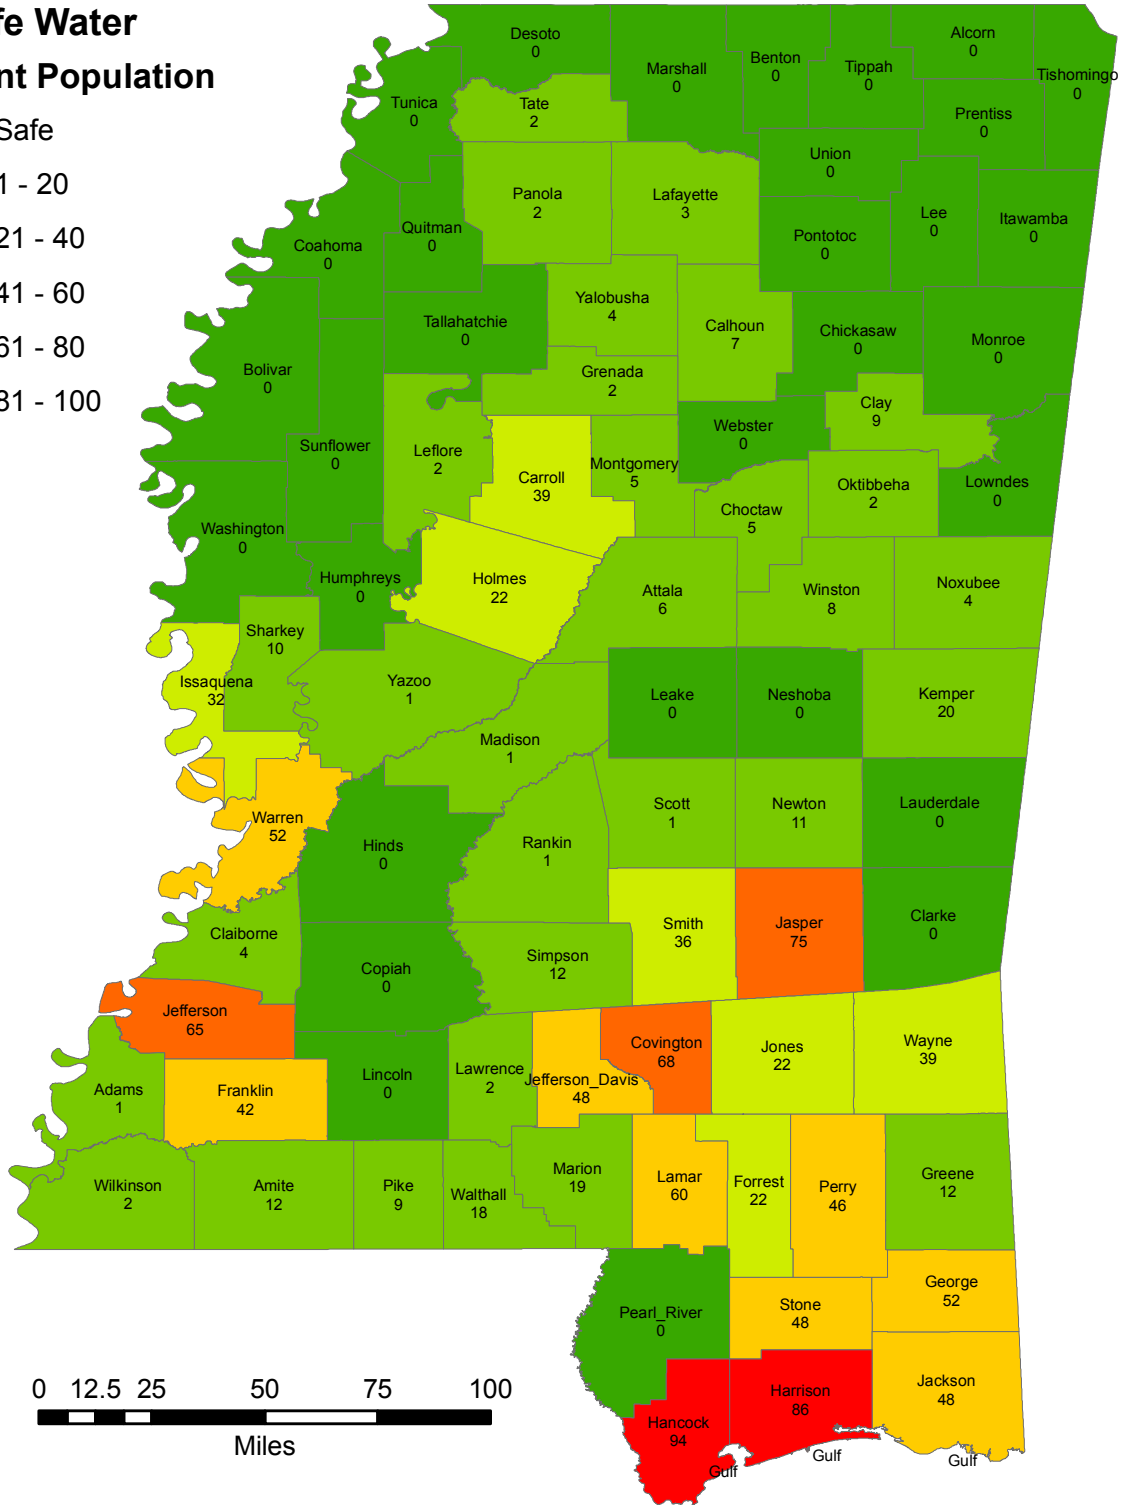 fe Water
nt Population
Safe
1 - 20
21 - 40
41 - 60
61 - 80
81 - 100
Desoto
0
Marshall
0
Benton
0
Tippah
0
Alcorn
0
Tishomingo
0
Tunica
0
Tate
2
Prentiss
0
Union
0
Panola
2
Lafayette
3
Quitman
0
Coahoma
0
Pontotoc
0
Lee
0
Itawamba
0
Yalobusha
4
Tallahatchie
0
Calhoun
7
Chickasaw
0
Monroe
0
Bolivar
0
Grenada
2
Clay
9
Webster
0
Sunflower
0
Leflore
2
Carroll
39
Montgomery
5
Oktibbeha
2
Lowndes
0
Choctaw
5
Washington
0
Humphreys
0
Holmes
22
Attala
6
Winston
8
Noxubee
4
Sharkey
10
Issaquena
32
Yazoo
1
Leake
0
Neshoba
0
Kemper
20
Madison
1
Warren
52
Hinds
0
Rankin
1
Scott
1
Newton
11
Lauderdale
0
Claiborne
4
Copiah
0
Simpson
12
Smith
36
Jasper
75
Clarke
0
Jefferson
65
Covington
68
Jones
22
Wayne
39
Adams
1
Franklin
42
Lincoln
0
Lawrence
2
Jefferson_Davis
48
Wilkinson
2
Amite
12
Pike
9
Walthall
18
Marion
19
Lamar
60
Forrest
22
Perry
46
Greene
12
Pearl_River
0
Stone
48
George
52
Hancock
94
Harrison
86
Jackson
48
Gulf
Gulf
Gulf
0 12.5 25 50 75 100
Miles